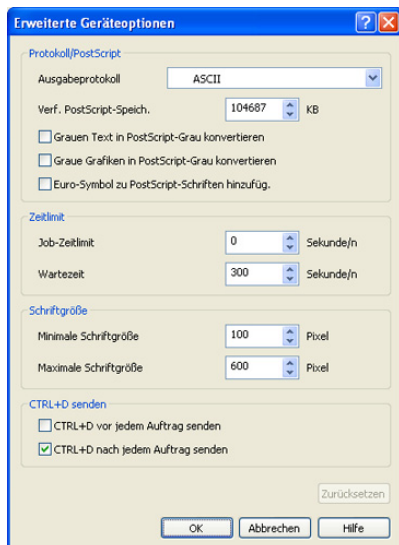 Erweiterte Geräteoptionen
Protokoll/PostScript
Ausgabeprotokoll ASCII
Verf. PostScript-Speich. 104687 KB
Grauen Text in PostScript-Grau konvertieren
Graue Grafiken in PostScript-Grau konvertieren
Euro-Symbol zu PostScript-Schriften hinzufüg.
Zeitlimit
Job-Zeitlimit 0 Sekunde/n
Wartezeit 300 Sekunde/n
Schriftgröße
Minimale Schriftgröße 100 Pixel
Maximale Schriftgröße 600 Pixel
CTRL+D senden
CTRL+D vor jedem Auftrag senden
CTRL+D nach jedem Auftrag senden
Zurücksetzen
OK Abbrechen Hilfe